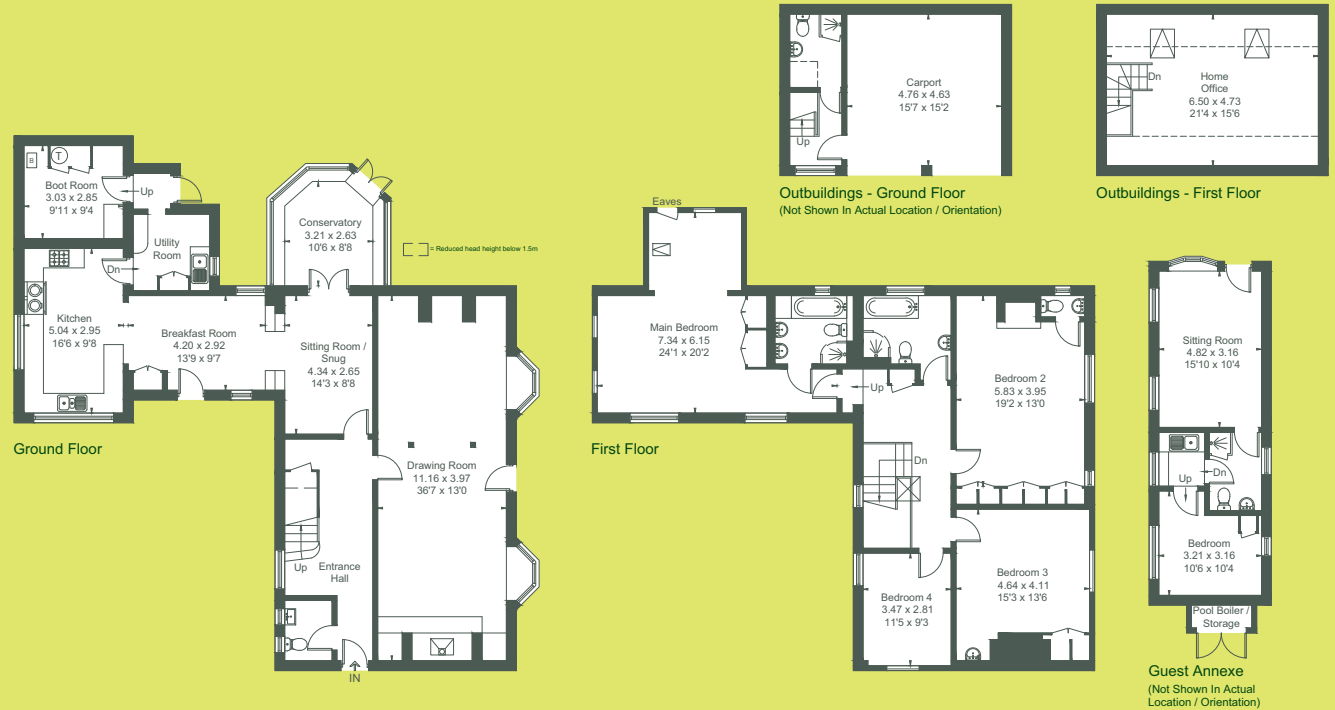 Carport
4.76 x 4.63
15'7 x 15'2
Up
Outbuildings - Ground Floor
(Not Shown In Actual Location / Orientation)
Dn
Home
Office
6.50 x 4.73
21'4 x 15'6
Outbuildings - First Floor
B
T
Boot Room
3.03 x 2.85
9'11 x 9'4
Up
Utility
Room
Dn
Conservatory
3.21 x 2.63
10'6 x 8'8
= Reduced head height below 1.5m
Kitchen
5.04 x 2.95
16'6 x 9'8
Breakfast Room
4.20 x 2.92
13'9 x 9'7
Sitting Room /
Snug
4.34 x 2.65
14'3 x 8'8
Drawing Room
11.16 x 3.97
36'7 x 13'0
Up
Entrance
Hall
IN
Ground Floor
Eaves
Main Bedroom
7.34 x 6.15
24'1 x 20'2
Up
Dn
Bedroom 2
5.83 x 3.95
19'2 x 13'0
Bedroom 3
4.64 x 4.11
15'3 x 13'6
Bedroom 4
3.47 x 2.81
11'5 x 9'3
First Floor
Sitting Room
4.82 x 3.16
15'10 x 10'4
Dn
Up
Bedroom
3.21 x 3.16
10'6 x 10'4
Pool Boiler /
Storage
Guest Annexe
(Not Shown In Actual
Location / Orientation)